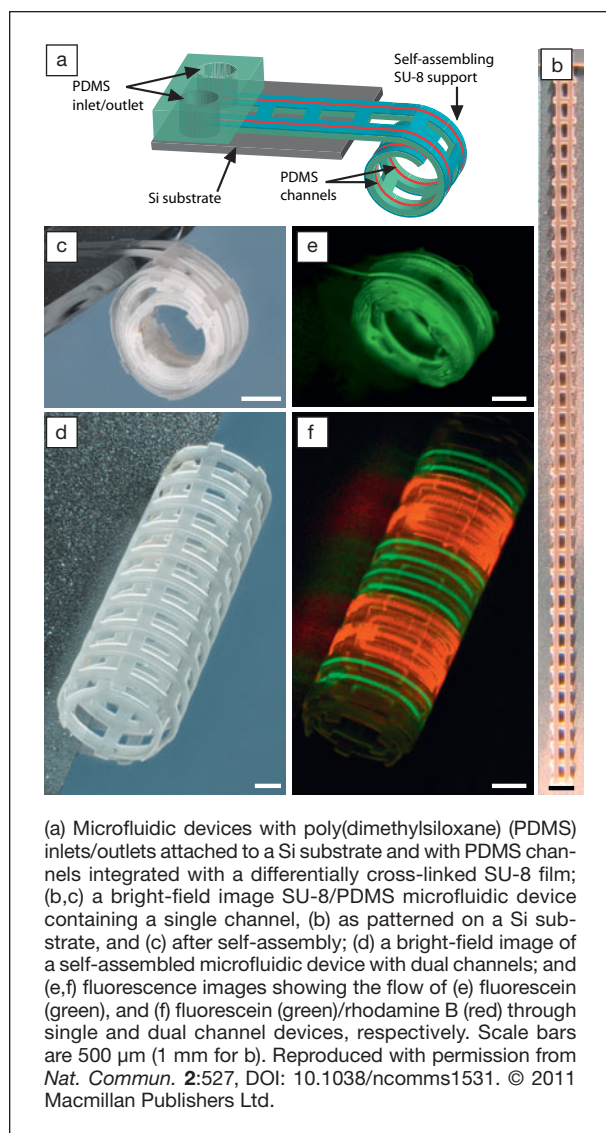 a
PDMS
inlet/outlet
Self-assembling
SU-8 support
b
Si substrate
PDMS
channels
c
e
d
f
(a) Microfluidic devices with poly(dimethylsiloxane) (PDMS)
inlets/outlets attached to a Si substrate and with PDMS chan-
nels integrated with a differentially cross-linked SU-8 film;
(b,c) a bright-field image SU-8/PDMS microfluidic device
containing a single channel, (b) as patterned on a Si sub-
strate, and (c) after self-assembly; (d) a bright-field image of
a self-assembled microfluidic device with dual channels; and
(e,f) fluorescence images showing the flow of (e) fluorescein
(green), and (f) fluorescein (green)/rhodamine B (red) through
single and dual channel devices, respectively. Scale bars
are 500 µm (1 mm for b). Reproduced with permission from
Nat. Commun. 2:527, DOI: 10.1038/ncomms1531. © 2011
Macmillan Publishers Ltd.